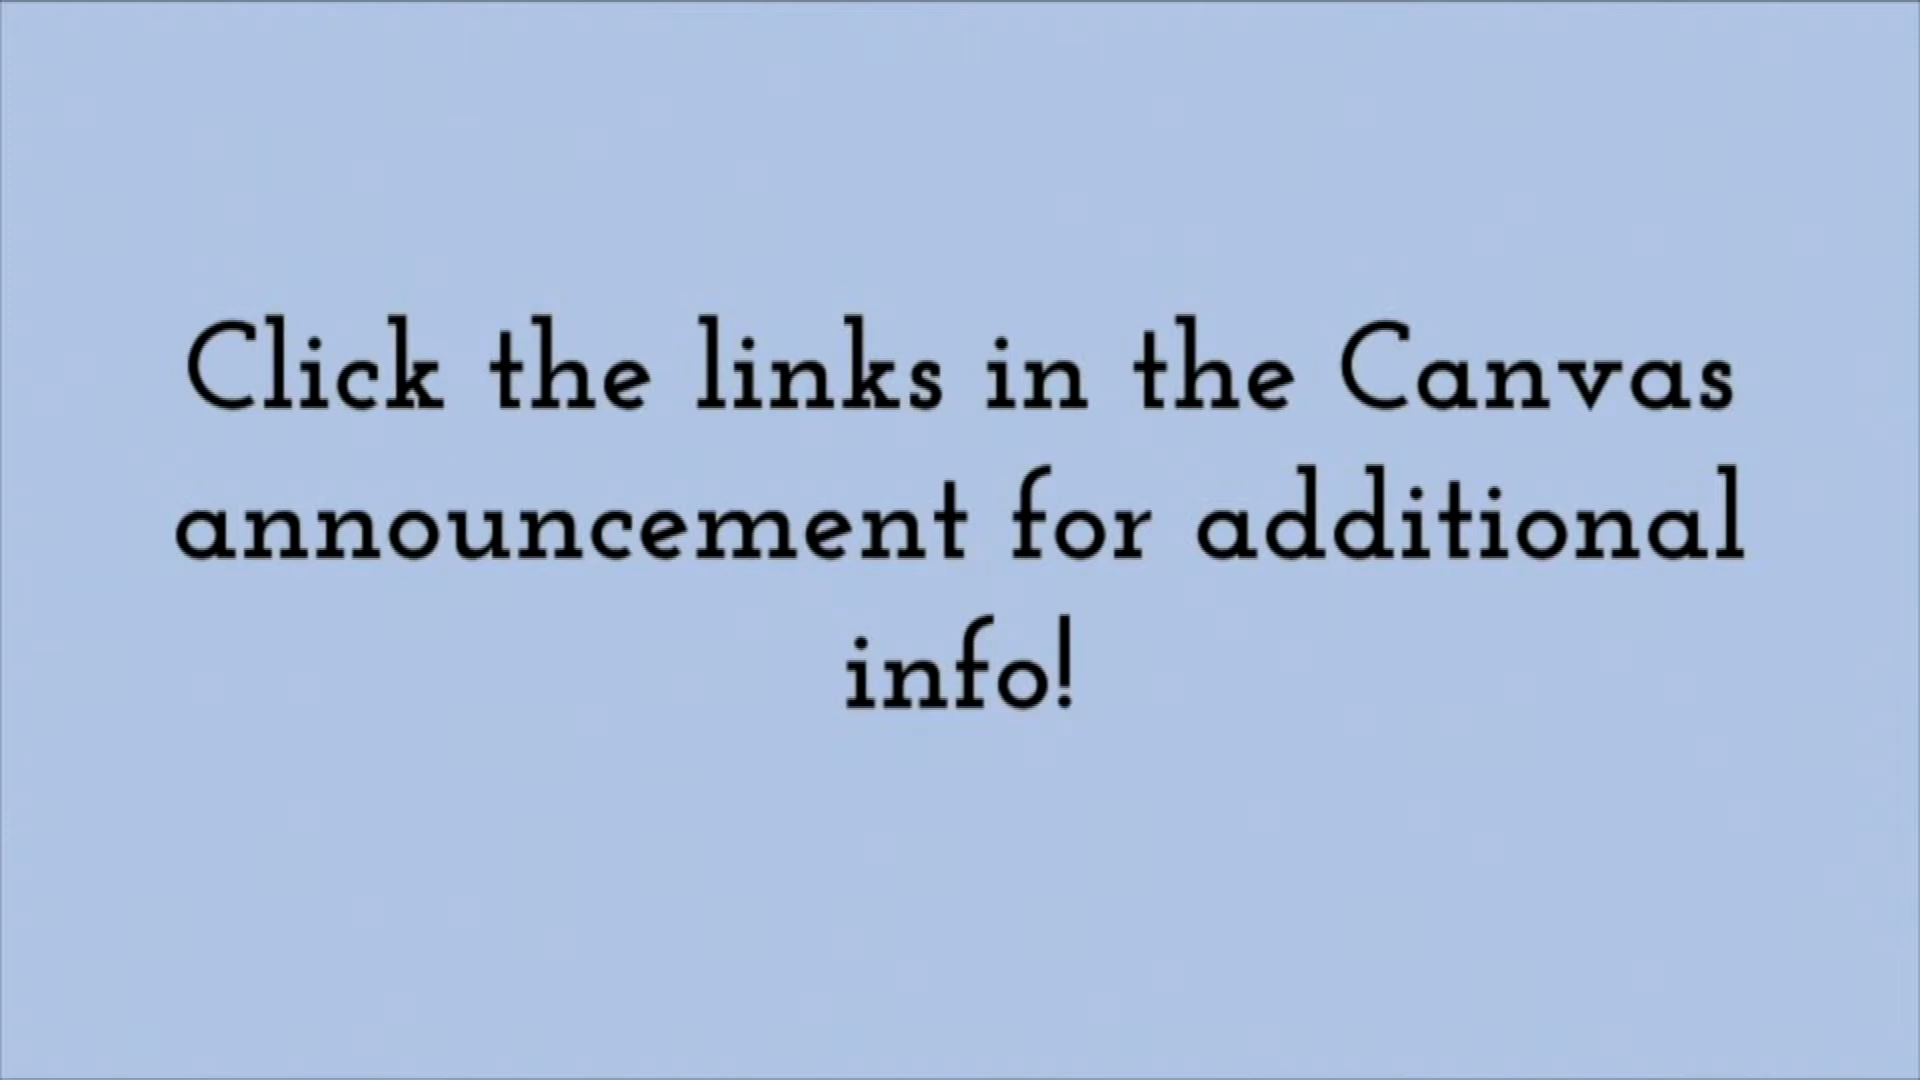 Click the links in the Canvas
announcement for additional
info!